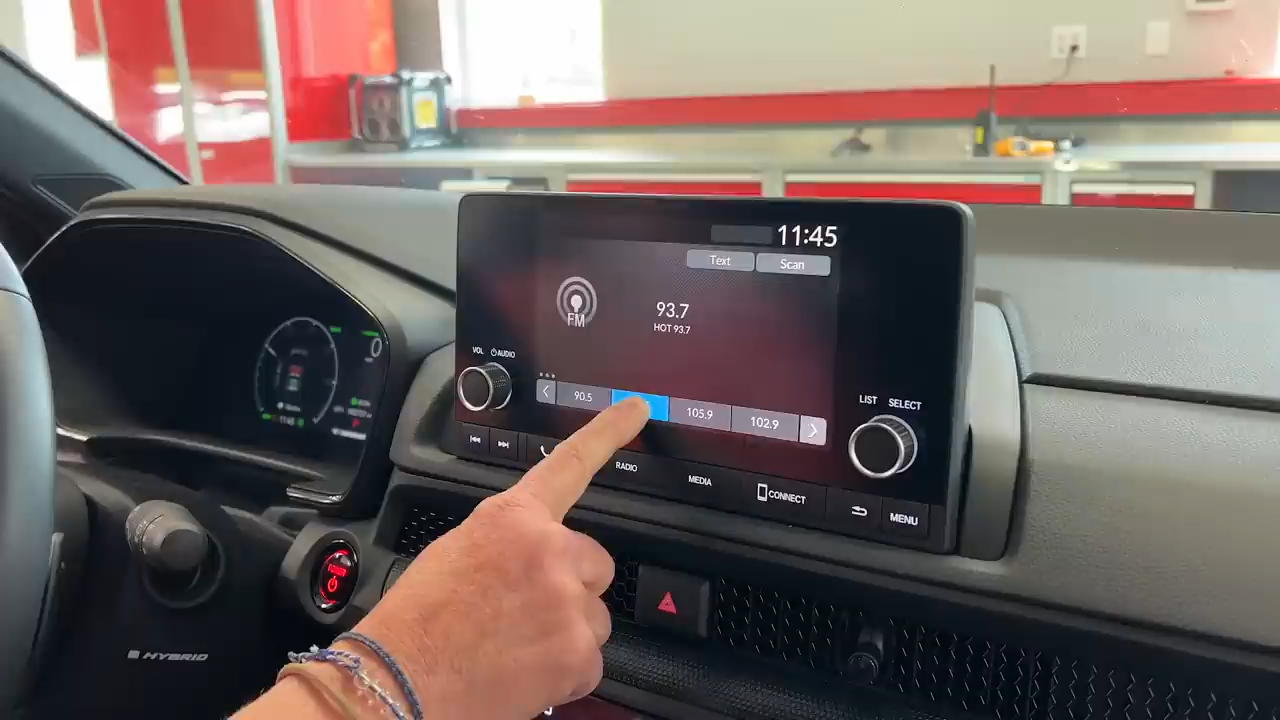 11:45
Text
Scan
FM
93.7
HOT 93.7
VOL AUDIO
90.5
105.9
102.9
LIST SELECT
RADIO
MEDIA
CONNECT
MENU
0
HYBRID